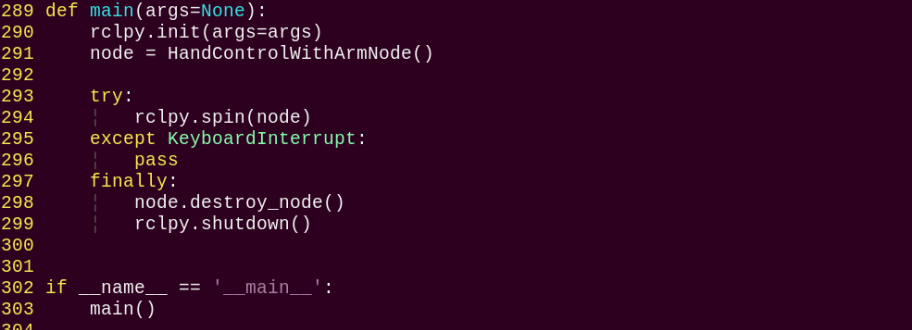 289 def main(args=None):
290     rclpy.init(args=args)
291     node = HandControlWithArmNode()
292
293     try:
294     ¦   rclpy.spin(node)
295     except KeyboardInterrupt:
296     ¦   pass
297     finally:
298     ¦   node.destroy_node()
299     ¦   rclpy.shutdown()
300
301
302 if __name__ == '__main__':
303     main()
304